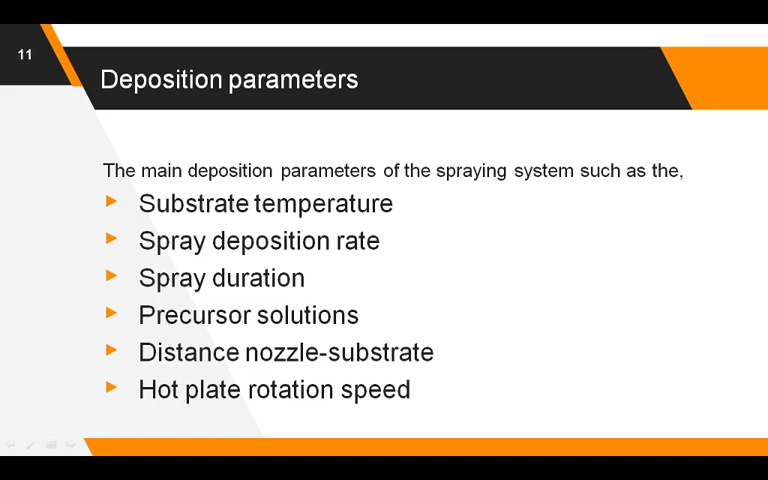 11
Deposition parameters
The main deposition parameters of the spraying system such as the,
Substrate temperature
Spray deposition rate
Spray duration
Precursor solutions
Distance nozzle-substrate
Hot plate rotation speed